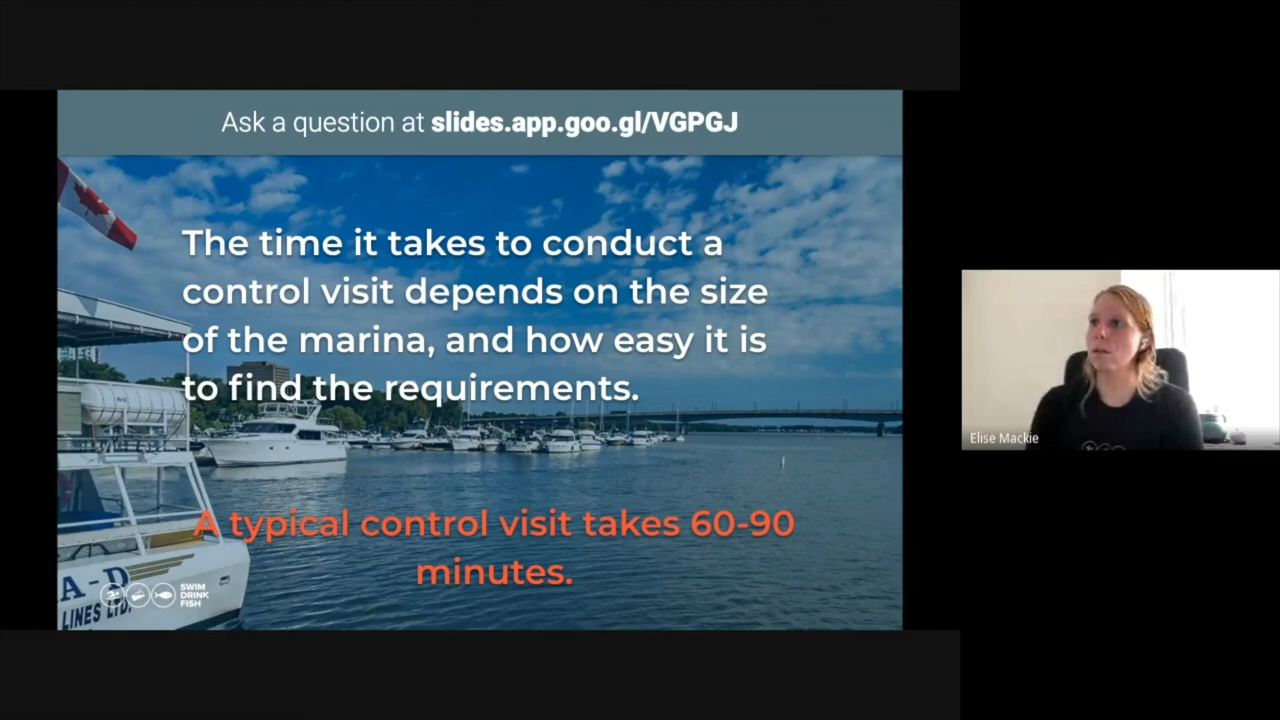 Ask a question at slides.app.goo.gl/VGPGJ
The time it takes to conduct a
control visit depends on the size
of the marina, and how easy it is
to find the requirements.
A typical control visit takes 60-90
minutes.
A-D
LINES LTD.
SWIM
DRINK
FISH
Elise Mackie